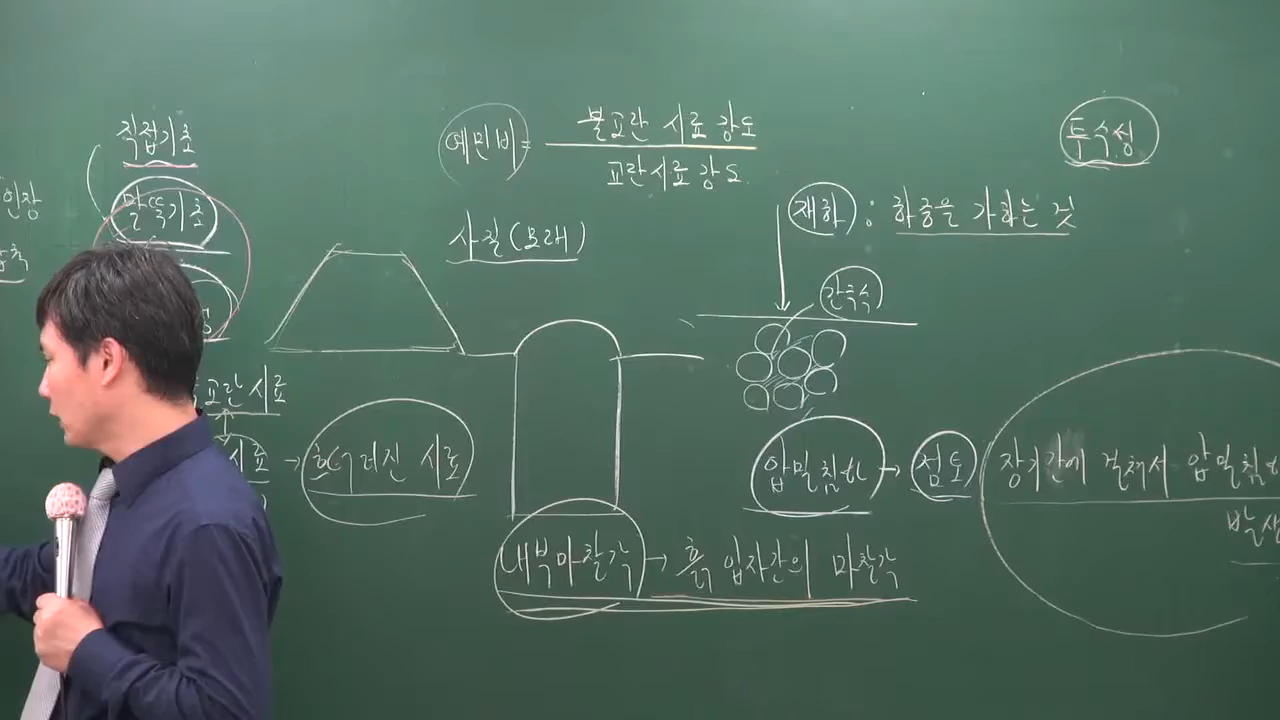 직접기초
말뚝기초
인장
압축
교란시료
시료 → 흐트러진 시료
예민비 = 불교란 시료 강도
교란시료 강도
사질(모래)
투수성
재하 : 하중을 가하는 것
간극수
압밀침하 → 점토
장기간에 걸쳐서 압밀침하
발생
내부마찰각 → 흙 입자간의 마찰각